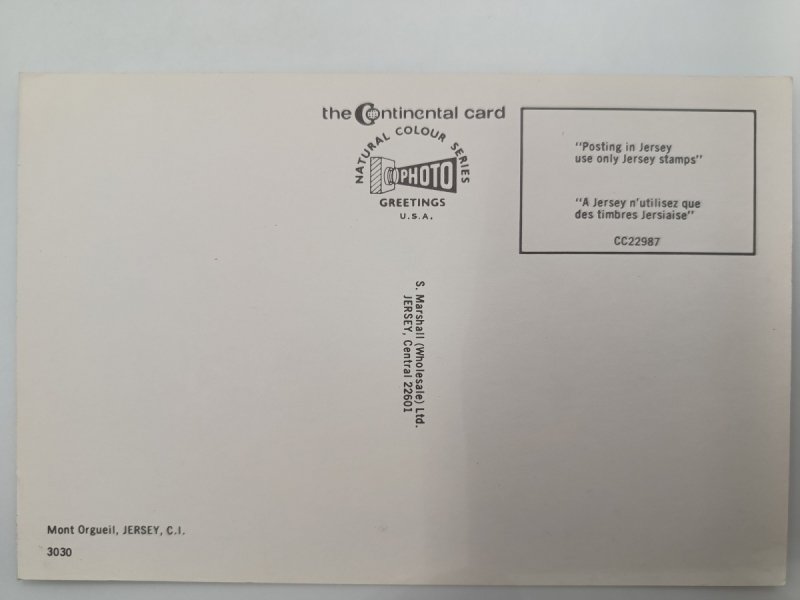 the Continental card
NATURAL COLOUR SERIES
PHOTO
GREETINGS
U.S.A.
"Posting in Jersey
use only Jersey stamps"
"A Jersey n'utilisez que
des timbres Jersiaise"
CC22987
S. Marshall (Wholesale) Ltd.
JERSEY, Central 22601
Mont Orgueil, JERSEY, C.I.
3030